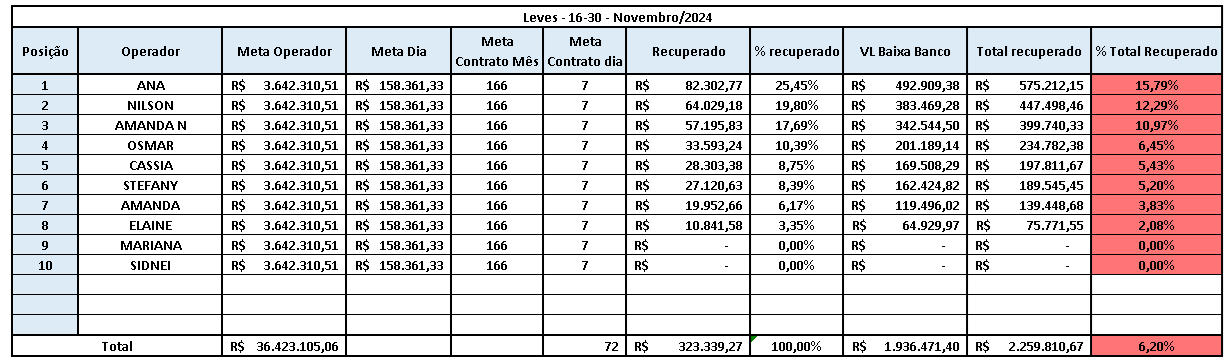 Leves - 16-30 - Novembro/2024
Posição Operador Meta Operador Meta Dia Meta Contrato Mês Meta Contrato dia Recuperado % recuperado VL Baixa Banco Total recuperado % Total Recuperado
1 ANA R$ 3.642.310,51 R$ 158.361,33 166 7 R$ 82.302,77 25,45% R$ 492.909,38 R$ 575.212,15 15,79%
2 NILSON R$ 3.642.310,51 R$ 158.361,33 166 7 R$ 64.029,18 19,80% R$ 383.469,28 R$ 447.498,46 12,29%
3 AMANDA N R$ 3.642.310,51 R$ 158.361,33 166 7 R$ 57.195,83 17,69% R$ 342.544,50 R$ 399.740,33 10,97%
4 OSMAR R$ 3.642.310,51 R$ 158.361,33 166 7 R$ 33.593,24 10,39% R$ 201.189,14 R$ 234.782,38 6,45%
5 CASSIA R$ 3.642.310,51 R$ 158.361,33 166 7 R$ 28.303,38 8,75% R$ 169.508,29 R$ 197.811,67 5,43%
6 STEFANY R$ 3.642.310,51 R$ 158.361,33 166 7 R$ 27.120,63 8,39% R$ 162.424,82 R$ 189.545,45 5,20%
7 AMANDA R$ 3.642.310,51 R$ 158.361,33 166 7 R$ 19.952,66 6,17% R$ 119.496,02 R$ 139.448,68 3,83%
8 ELAINE R$ 3.642.310,51 R$ 158.361,33 166 7 R$ 10.841,58 3,35% R$ 64.929,97 R$ 75.771,55 2,08%
9 MARIANA R$ 3.642.310,51 R$ 158.361,33 166 7 R$ - 0,00% R$ - R$ - 0,00%
10 SIDNEI R$ 3.642.310,51 R$ 158.361,33 166 7 R$ - 0,00% R$ - R$ - 0,00%
Total R$ 36.423.105,06 72 R$ 323.339,27 100,00% R$ 1.936.471,40 R$ 2.259.810,67 6,20%